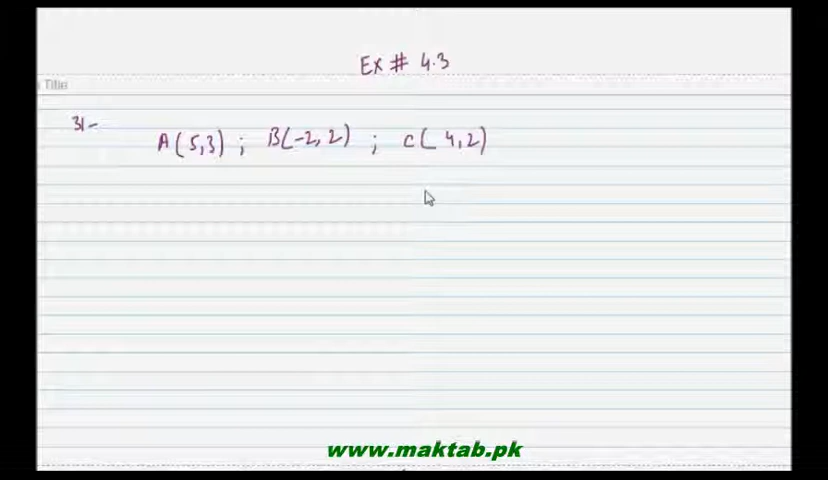 Ex # 4.3
Title
31-
A(5,3) ; B(-2,2) ; C( 4,2)
www.maktab.pk